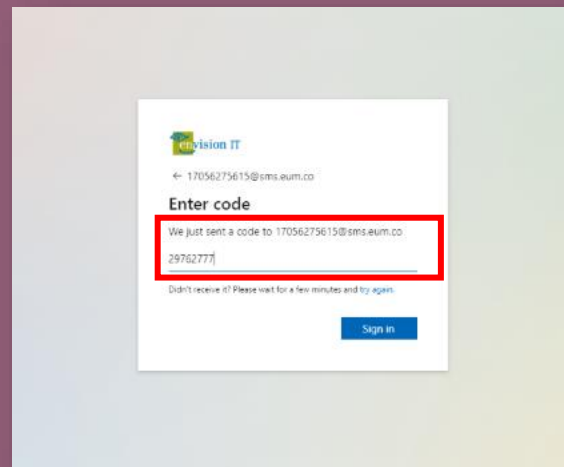 envision IT
← 17056275615@sms.eum.co
Enter code
We just sent a code to 17056275615@sms.eum.co
29762777
Didn't receive it? Please wait for a few minutes and try again.
Sign in